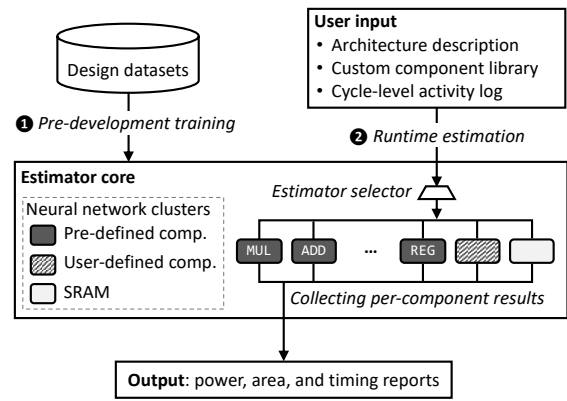 Design datasets
User input
• Architecture description
• Custom component library
• Cycle-level activity log
❶ Pre-development training
❷ Runtime estimation
Estimator core
Estimator selector
Neural network clusters
Pre-defined comp.
User-defined comp.
SRAM
MUL ADD ... REG
Collecting per-component results
Output: power, area, and timing reports